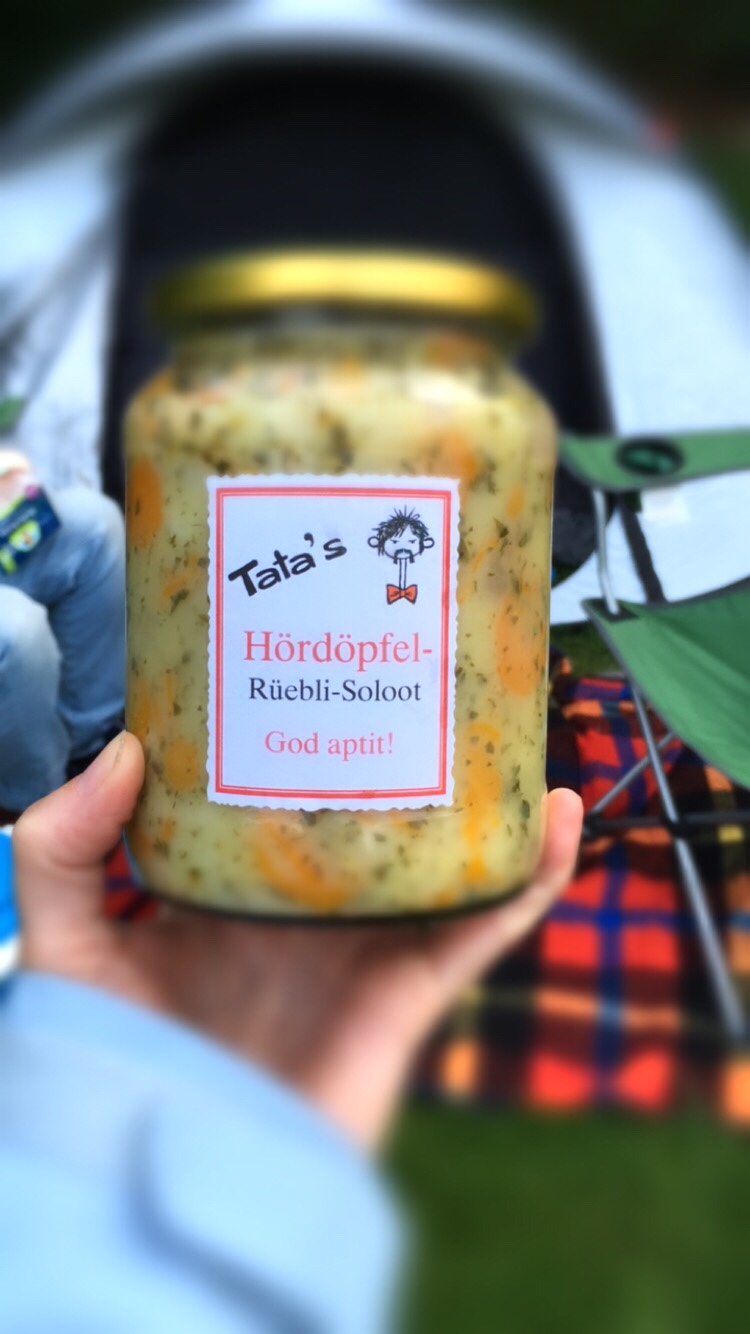 Tata's
Hördöpfel-
Rüebli-Soloot
God aptit!